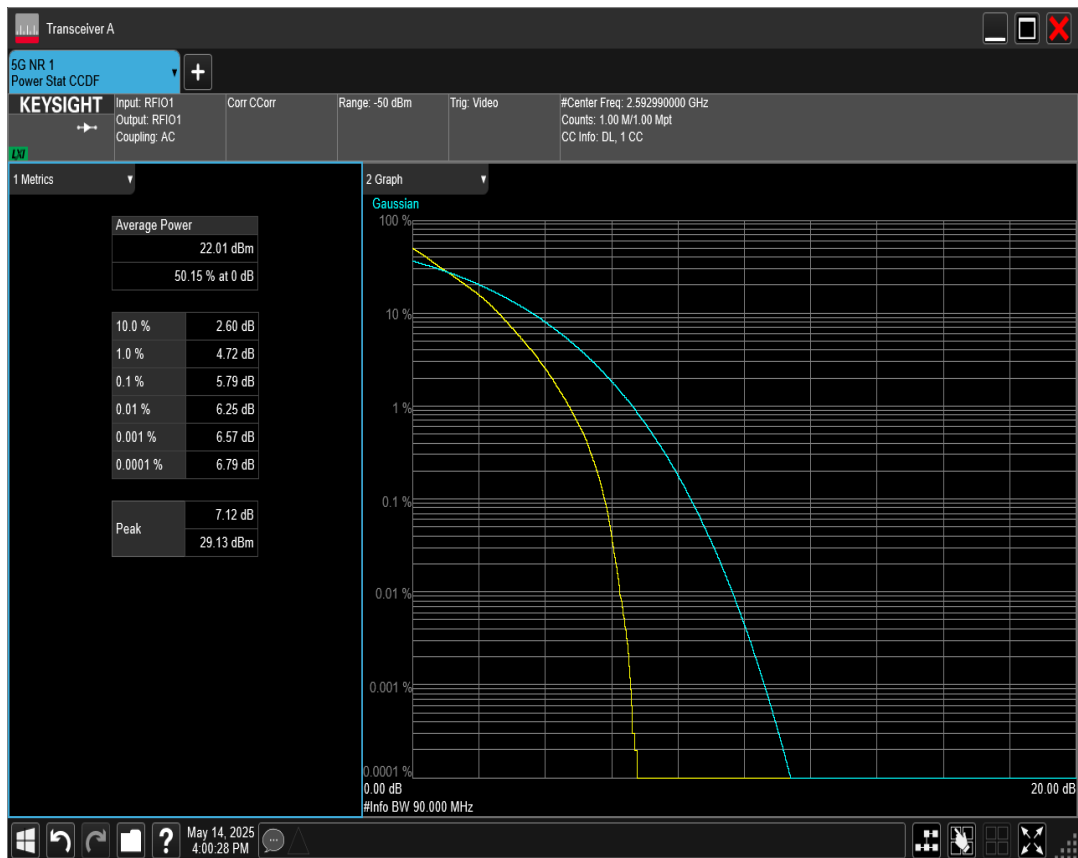 Transceiver A
5G NR 1
Power Stat CCDF
KEYSIGHT
LXI
Input: RFIO1
Output: RFIO1
Coupling: AC
Corr CCorr
Range: -50 dBm
Trig: Video
#Center Freq: 2.592990000 GHz
Counts: 1.00 M/1.00 Mpt
CC Info: DL, 1 CC
1 Metrics
Average Power
22.01 dBm
50.15 % at 0 dB
10.0 % 2.60 dB
1.0 % 4.72 dB
0.1 % 5.79 dB
0.01 % 6.25 dB
0.001 % 6.57 dB
0.0001 % 6.79 dB
Peak
7.12 dB
29.13 dBm
2 Graph
Gaussian
100 %
10 %
1 %
0.1 %
0.01 %
0.001 %
0.0001 %
0.00 dB 20.00 dB
#Info BW 90.000 MHz
?
May 14, 2025
4:00:28 PM